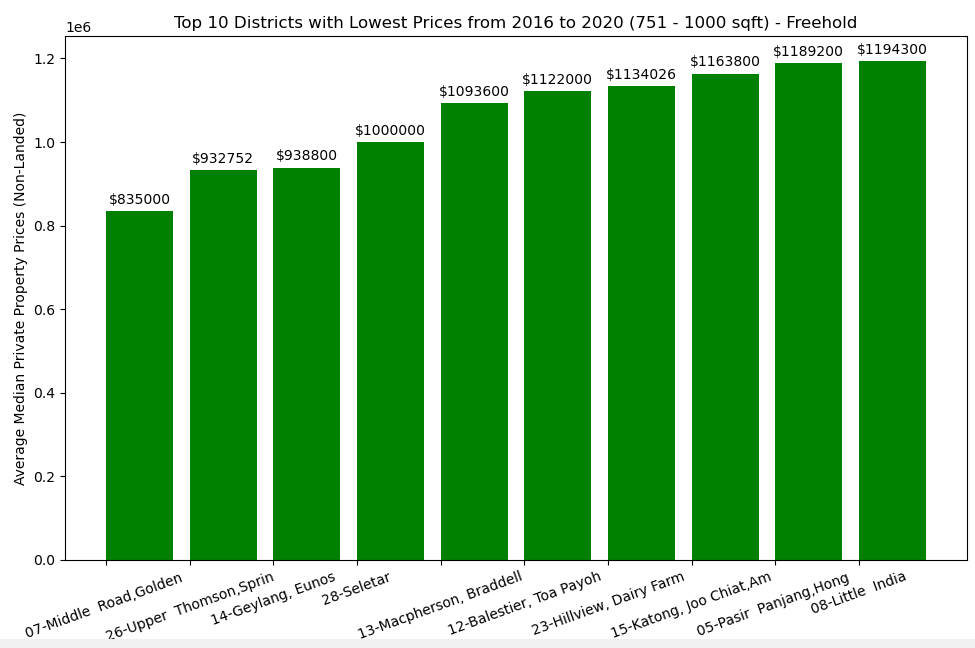 Top 10 Districts with Lowest Prices from 2016 to 2020 (751 - 1000 sqft) - Freehold
1e6
Average Median Private Property Prices (Non-Landed)
1.2
1.0
0.8
0.6
0.4
0.2
0.0
$835000
$932752
$938800
$1000000
$1093600
$1122000
$1134026
$1163800
$1189200
$1194300
07-Middle Road,Golden
26-Upper Thomson,Sprin
14-Geylang, Eunos
28-Seletar
13-Macpherson, Braddell
12-Balestier, Toa Payoh
23-Hillview, Dairy Farm
15-Katong, Joo Chiat,Am
05-Pasir Panjang,Hong
08-Little India